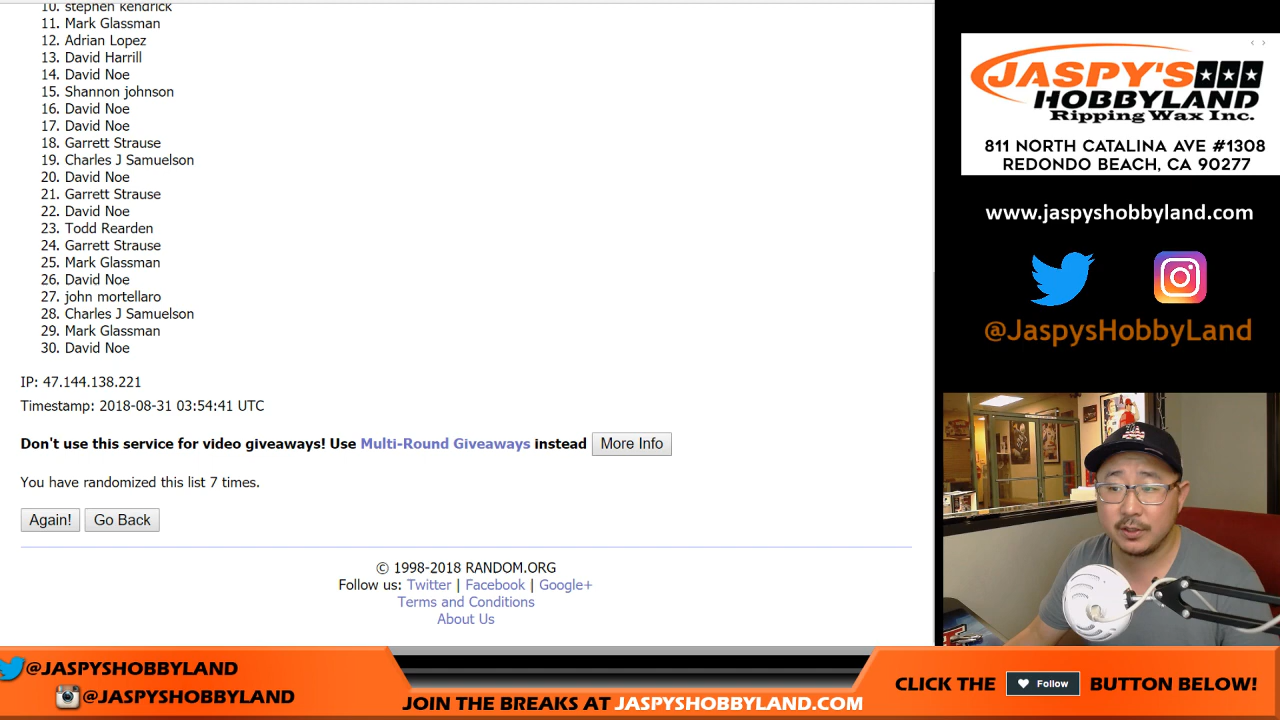 10. stephen kendrick
11. Mark Glassman
12. Adrian Lopez
13. David Harrill
14. David Noe
15. Shannon johnson
16. David Noe
17. David Noe
18. Garrett Strause
19. Charles J Samuelson
20. David Noe
21. Garrett Strause
22. David Noe
23. Todd Rearden
24. Garrett Strause
25. Mark Glassman
26. David Noe
27. john mortellaro
28. Charles J Samuelson
29. Mark Glassman
30. David Noe
IP: 47.144.138.221
Timestamp: 2018-08-31 03:54:41 UTC
Don't use this service for video giveaways! Use Multi-Round Giveaways instead More Info
You have randomized this list 7 times.
Again! Go Back
© 1998-2018 RANDOM.ORG
Follow us: Twitter | Facebook | Google+
Terms and Conditions
About Us
JASPY'S
HOBBYLAND
Ripping Wax Inc.
811 NORTH CATALINA AVE #1308
REDONDO BEACH, CA 90277
www.jaspyshobbyland.com
@JaspysHobbyLand
@JASPYSHOBBYLAND
@JASPYSHOBBYLAND
JOIN THE BREAKS AT JASPYSHOBBYLAND.COM
CLICK THE Follow BUTTON BELOW!